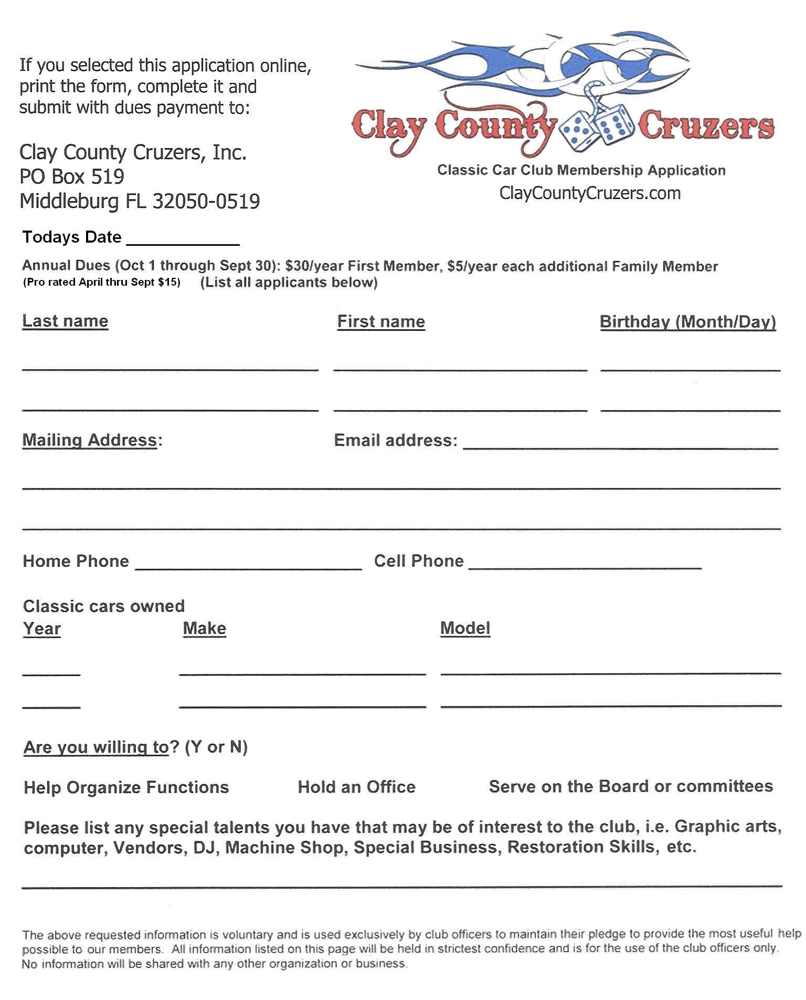 If you selected this application online,
print the form, complete it and
submit with dues payment to:
Clay County Cruzers, Inc.
PO Box 519
Middleburg FL 32050-0519
Clay County Cruzers
Classic Car Club Membership Application
ClayCountyCruzers.com
Todays Date
Annual Dues (Oct 1 through Sept 30): $30/year First Member, $5/year each additional Family Member
(Pro rated April thru Sept $15) (List all applicants below)
Last name First name Birthday (Month/Day)
Mailing Address: Email address:
Home Phone Cell Phone
Classic cars owned
Year Make Model
Are you willing to? (Y or N)
Help Organize Functions Hold an Office Serve on the Board or committees
Please list any special talents you have that may be of interest to the club, i.e. Graphic arts,
computer, Vendors, DJ, Machine Shop, Special Business, Restoration Skills, etc.
The above requested information is voluntary and is used exclusively by club officers to maintain their pledge to provide the most useful help
possible to our members. All information listed on this page will be held in strictest confidence and is for the use of the club officers only.
No information will be shared with any other organization or business.